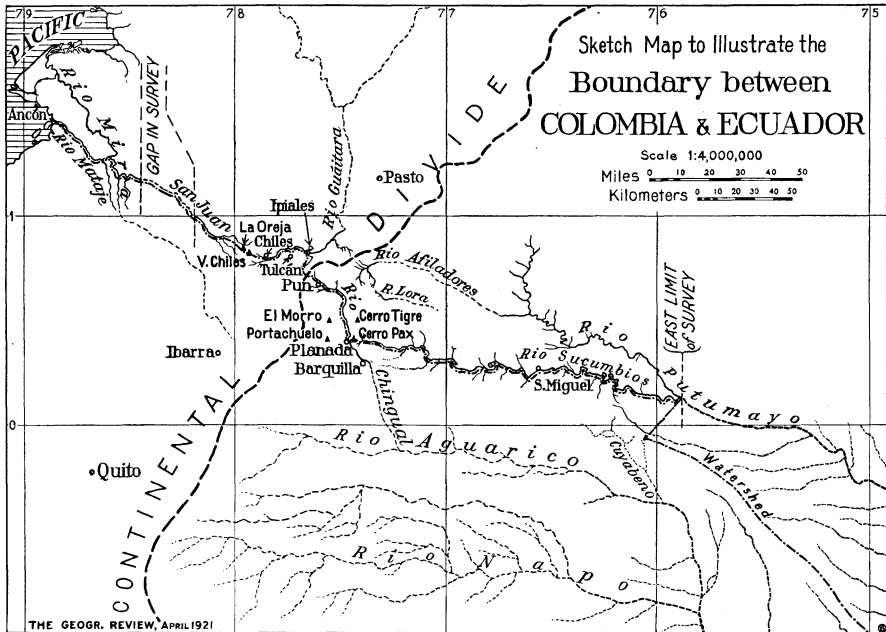 79
78
77
76
75
PACIFIC
Sketch Map to Illustrate the
Boundary between
COLOMBIA & ECUADOR
Scale 1:4,000,000
Miles 0 10 20 30 40 50
Kilometers 0 10 20 30 40 50
Rio Mira
Ancón
Rio Mataje
GAP IN SURVEY
San Juan
Rio Guáitara
Pasto
DIVIDE
1
Ipiales
La Oreja
Chiles
V. Chiles
Tulcán
Pun
Rio
Rio Afiladores
R. Lora
El Morro
Cerro Tigre
Portachuelo
Cerro Pax
Planada
Barquilla
Ibarra
Chingual
Rio Sucumbios
S. Miguel
EAST LIMIT
of SURVEY
Rio Putumayo
0
Rio Aguarico
Cuyabeno
Watershed
Quito
CONTINENTAL
Rio Napo
THE GEOGR. REVIEW, APRIL 1921